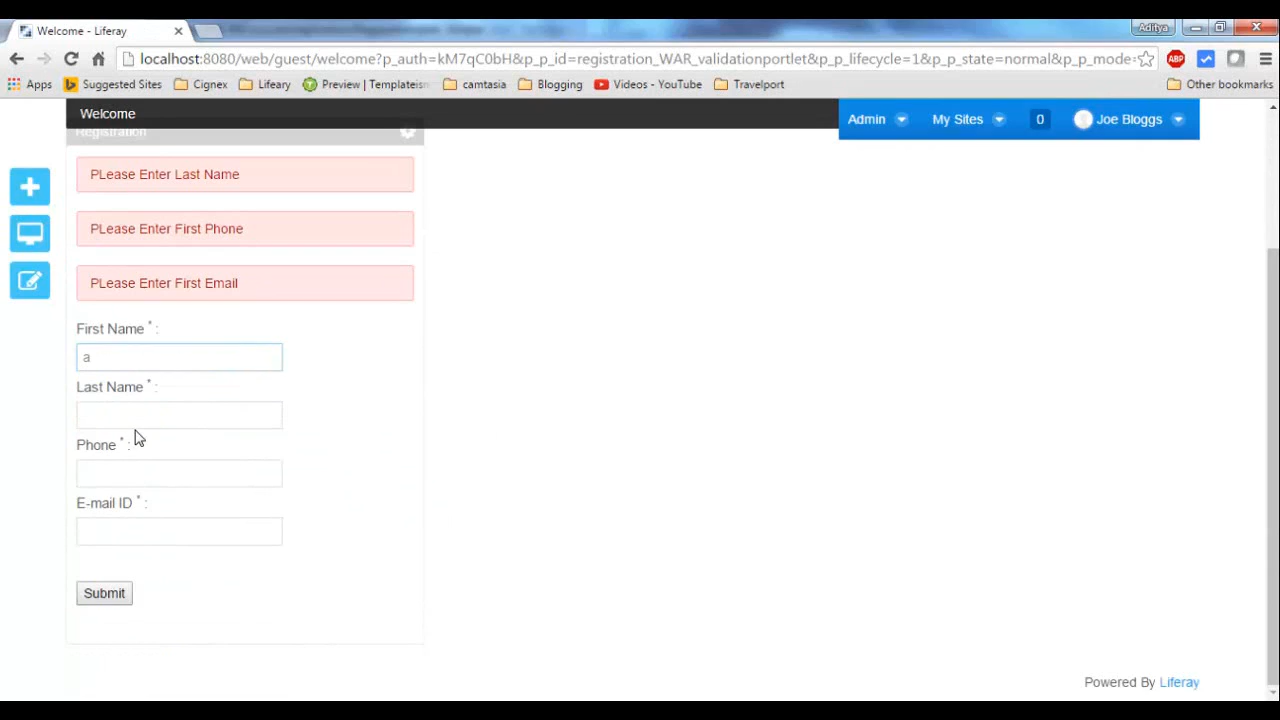 Welcome - Liferay
Aditya
localhost:8080/web/guest/welcome?p_auth=kM7qC0bH&p_p_id=registration_WAR_validationportlet&p_p_lifecycle=1&p_p_state=normal&p_p_mode=
ABP
Apps Suggested Sites Cignex Lifeary Preview | Templateism camtasia Blogging Videos - YouTube Travelport Other bookmarks
Welcome
Admin My Sites 0 Joe Bloggs
Registration
PLease Enter Last Name
PLease Enter First Phone
PLease Enter First Email
First Name * :
a
Last Name * :
Phone * :
E-mail ID * :
Submit
Powered By Liferay